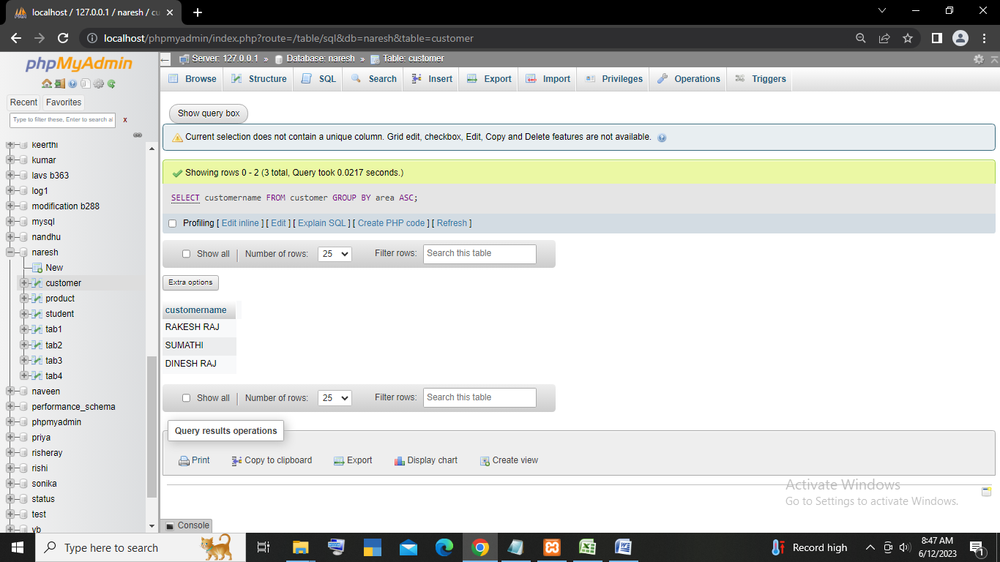 localhost / 127.0.0.1 / naresh / cu
localhost/phpmyadmin/index.php?route=/table/sql&db=naresh&table=customer
phpMyAdmin
Recent Favorites
Type to filter these, Enter to search al x
keerthi
kumar
lavs b363
log1
modification b288
mysql
nandhu
naresh
New
customer
product
student
tab1
tab2
tab3
tab4
naveen
performance_schema
phpmyadmin
priya
risheray
rishi
sonika
status
test
vb
Server: 127.0.0.1 » Database: naresh » Table: customer
Browse Structure SQL Search Insert Export Import Privileges Operations Triggers
Show query box
Current selection does not contain a unique column. Grid edit, checkbox, Edit, Copy and Delete features are not available.
Showing rows 0 - 2 (3 total, Query took 0.0217 seconds.)
SELECT customername FROM customer GROUP BY area ASC;
Profiling [ Edit inline ] [ Edit ] [ Explain SQL ] [ Create PHP code ] [ Refresh ]
Show all | Number of rows: 25 Filter rows: Search this table
Extra options
customername
RAKESH RAJ
SUMATHI
DINESH RAJ
Show all | Number of rows: 25 Filter rows: Search this table
Query results operations
Print Copy to clipboard Export Display chart Create view
Activate Windows
Go to Settings to activate Windows.
Console
Type here to search
Record high
8:47 AM
6/12/2023
1